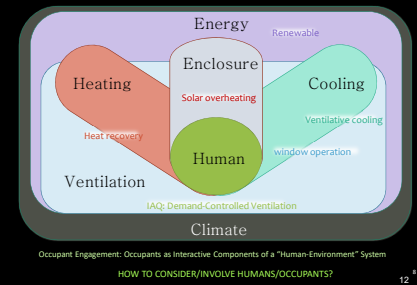 Energy
Renewable
Enclosure
Heating
Cooling
Solar overheating
Ventilative cooling
Heat recovery
window operation
Human
Ventilation
IAQ: Demand-Controlled Ventilation
Climate
Occupant Engagement: Occupants as Interactive Components of a "Human-Environment" System
HOW TO CONSIDER/INVOLVE HUMANS/OCCUPANTS?
8
12